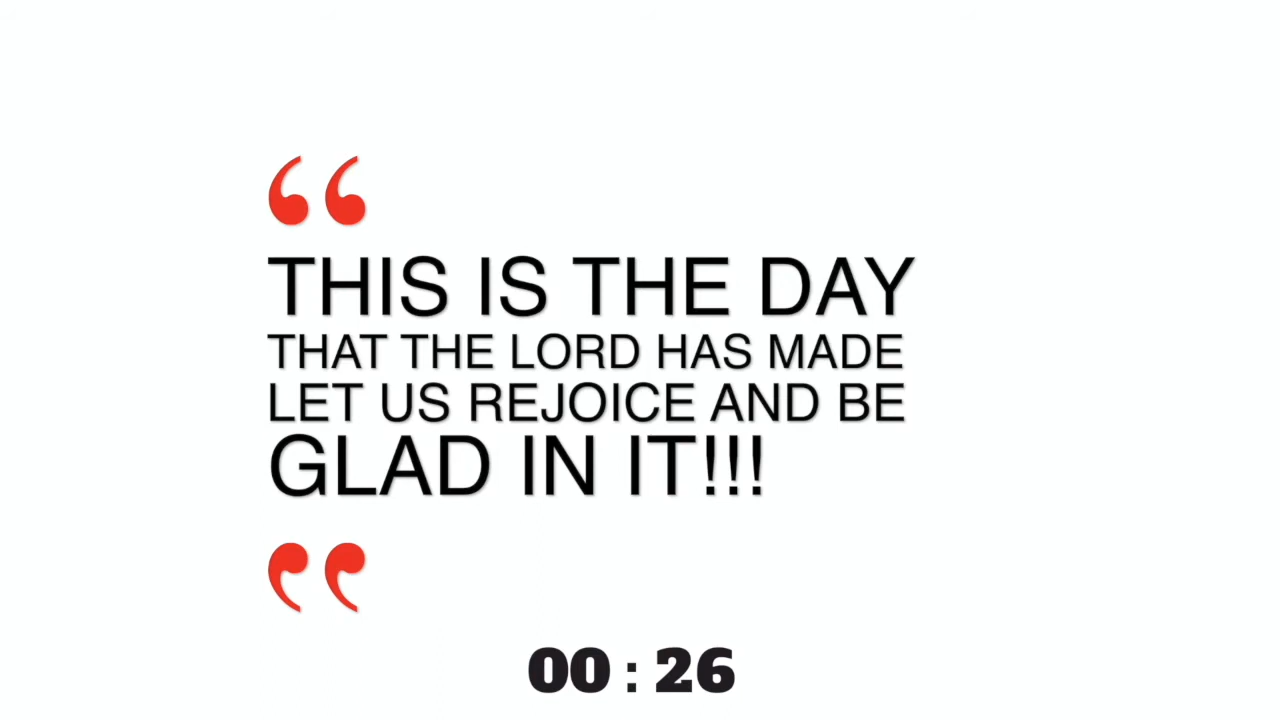 “
THIS IS THE DAY
THAT THE LORD HAS MADE
LET US REJOICE AND BE
GLAD IN IT!!!
”
00 : 26